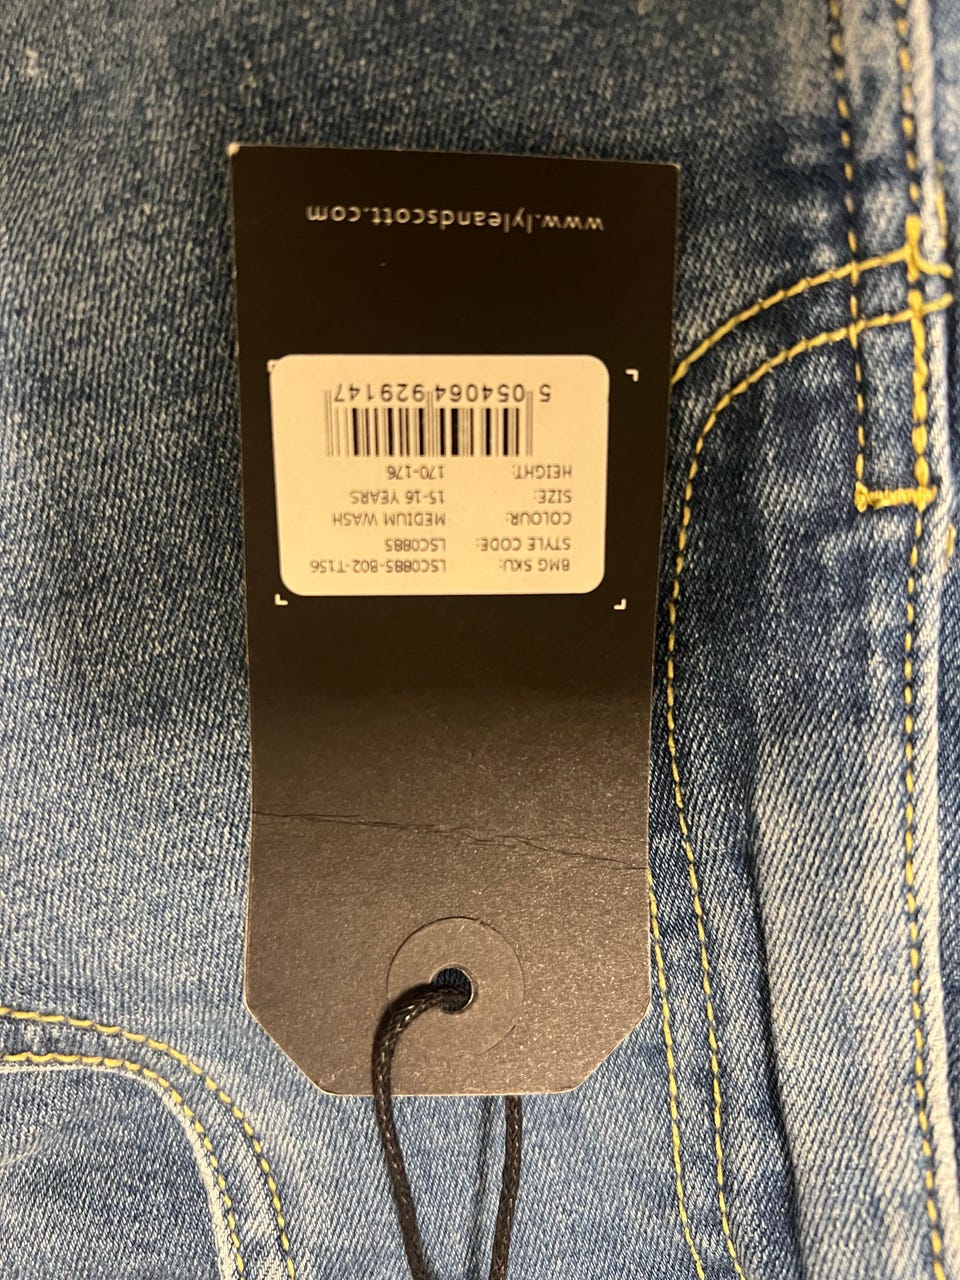 BMG SKU: LSC0885-B02-T156
STYLE CODE: LSC0885
COLOUR: MEDIUM WASH
SIZE: 15-16 YEARS
HEIGHT: 170-176
5 054064 929147
www.lyleandscott.com